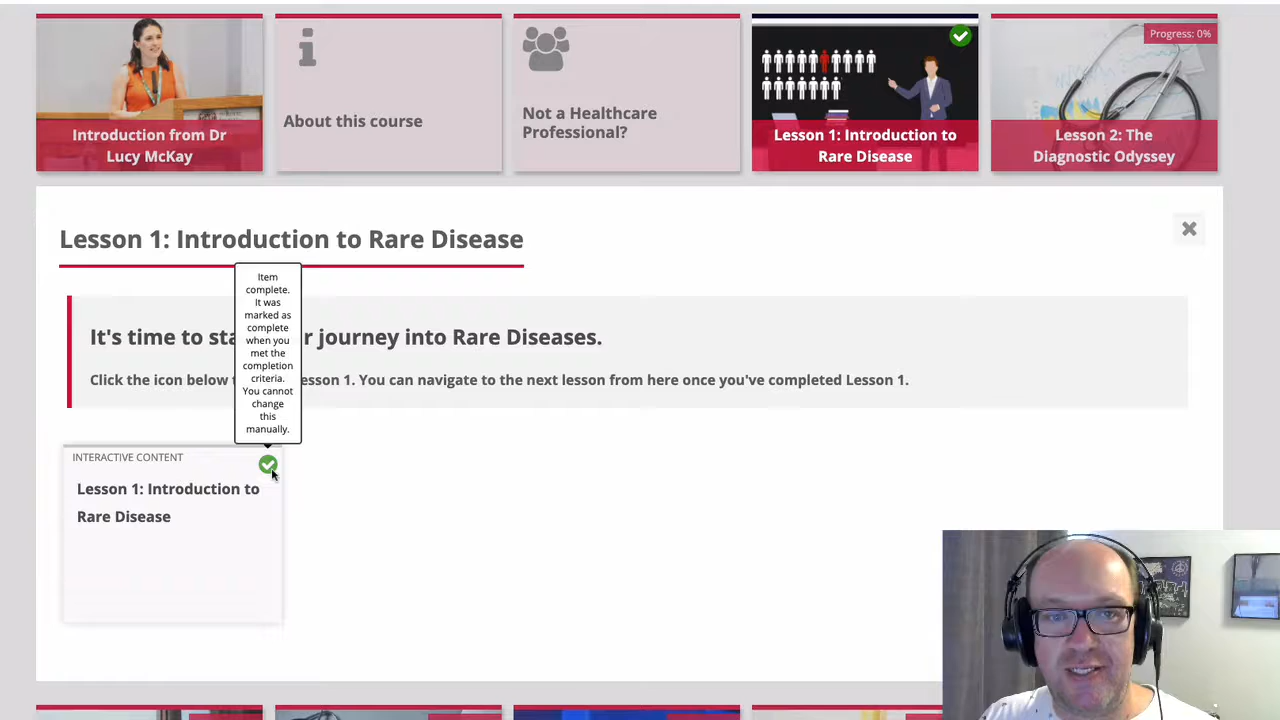 Progress: 0%
Introduction from Dr
Lucy McKay
About this course
Not a Healthcare
Professional?
Lesson 1: Introduction to
Rare Disease
Lesson 2: The
Diagnostic Odyssey
Lesson 1: Introduction to Rare Disease
Item
complete.
It was
marked as
complete
when you
met the
completion
criteria.
You cannot
change
this
manually.
It's time to sta r journey into Rare Diseases.
Click the icon below esson 1. You can navigate to the next lesson from here once you've completed Lesson 1.
INTERACTIVE CONTENT
Lesson 1: Introduction to
Rare Disease